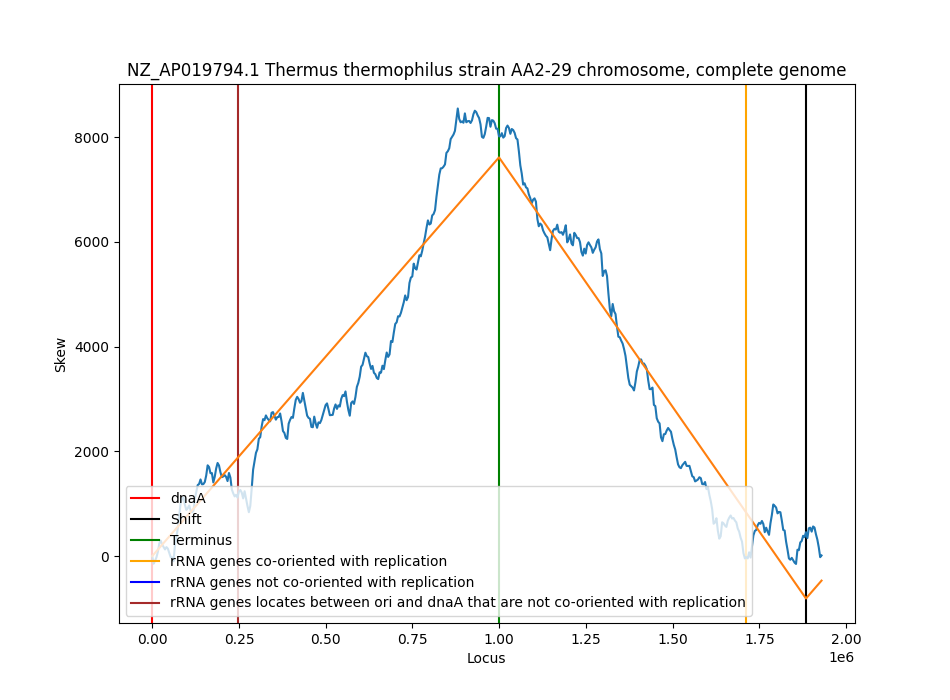 NZ_AP019794.1 Thermus thermophilus strain AA2-29 chromosome, complete genome
Skew
8000
6000
4000
2000
0
dnaA
Shift
Terminus
rRNA genes co-oriented with replication
rRNA genes not co-oriented with replication
rRNA genes locates between ori and dnaA that are not co-oriented with replication
0.00 0.25 0.50 0.75 1.00 1.25 1.50 1.75 2.00
1e6
Locus